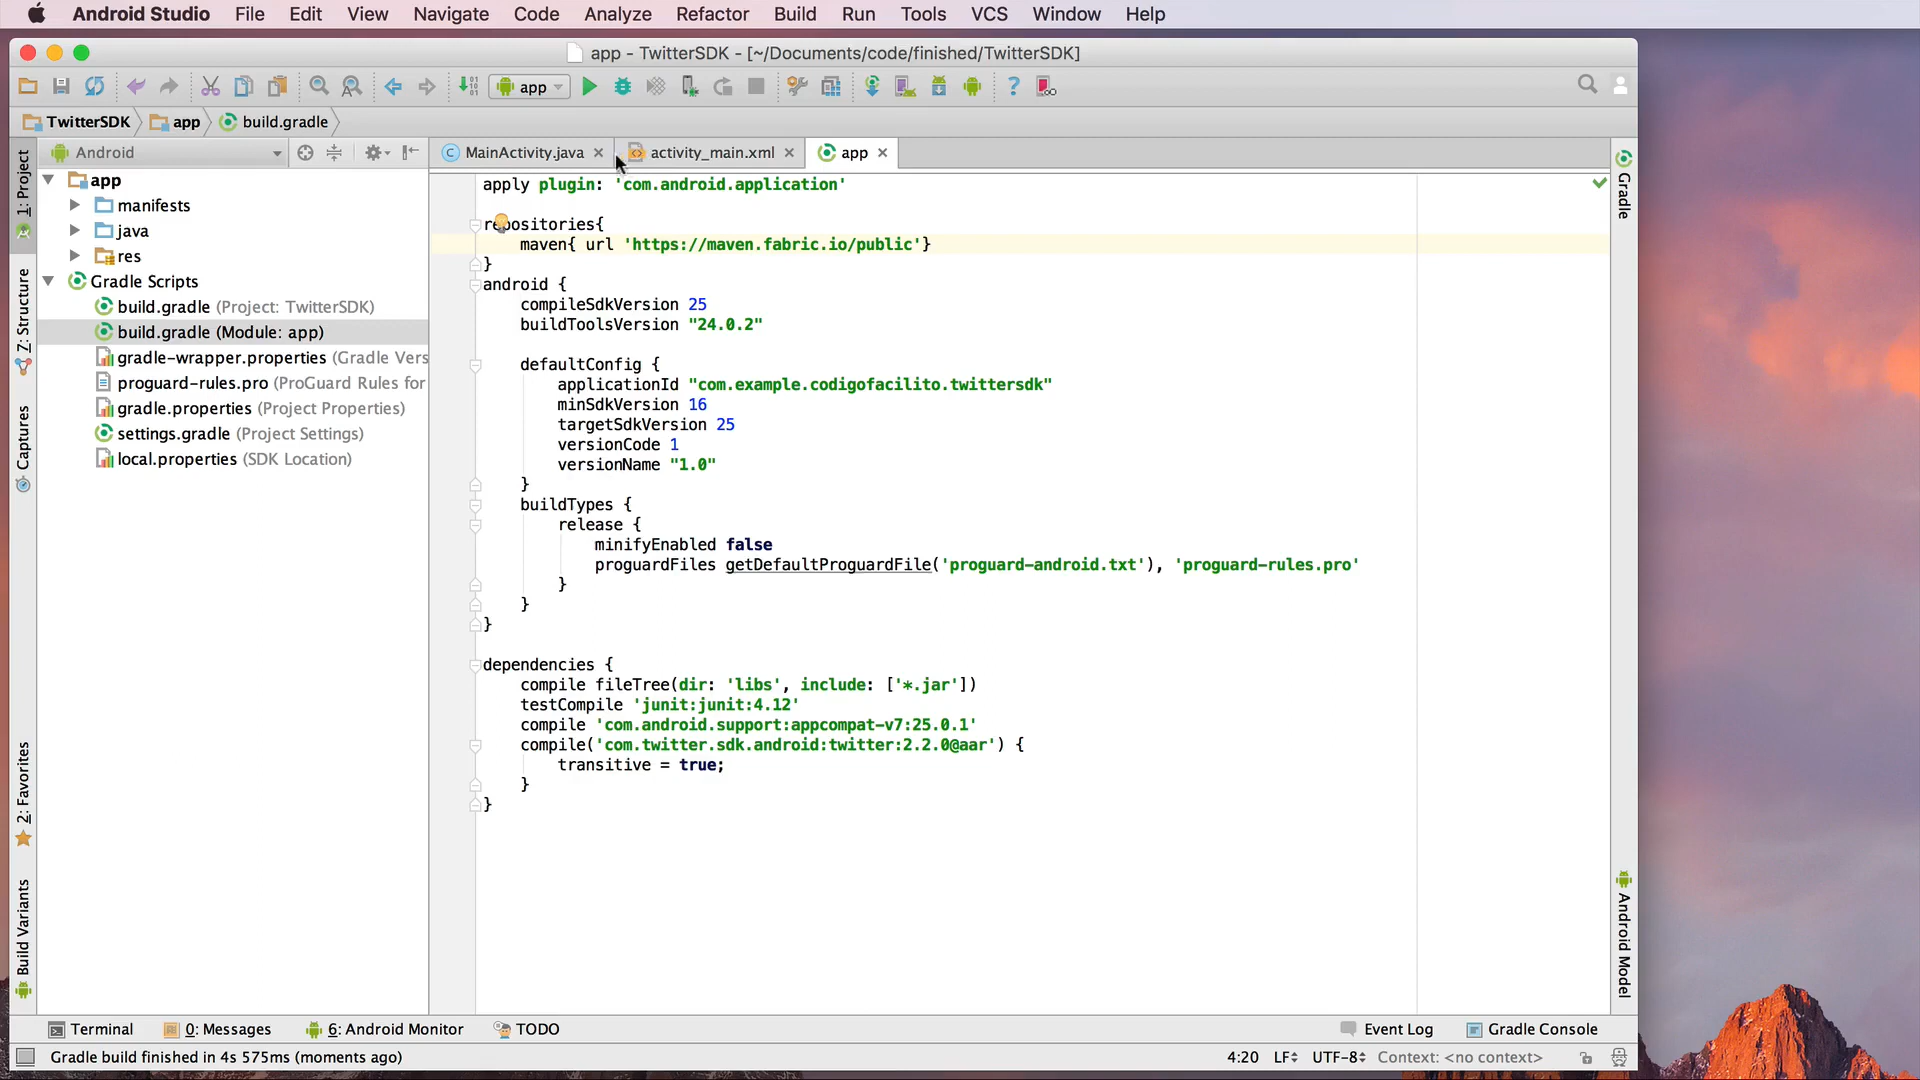 Android Studio File Edit View Navigate Code Analyze Refactor Build Run Tools VCS Window Help
app - TwitterSDK - [~/Documents/code/finished/TwitterSDK]
app
TwitterSDK app build.gradle
1: Project
Z: Structure
Captures
2: Favorites
Build Variants
Android
app
manifests
java
res
Gradle Scripts
build.gradle (Project: TwitterSDK)
build.gradle (Module: app)
gradle-wrapper.properties (Gradle Vers
proguard-rules.pro (ProGuard Rules for
gradle.properties (Project Properties)
settings.gradle (Project Settings)
local.properties (SDK Location)
MainActivity.java activity_main.xml app
apply plugin: 'com.android.application'
repositories{
maven{ url 'https://maven.fabric.io/public'}
}
android {
compileSdkVersion 25
buildToolsVersion "24.0.2"
defaultConfig {
applicationId "com.example.codigofacilito.twittersdk"
minSdkVersion 16
targetSdkVersion 25
versionCode 1
versionName "1.0"
}
buildTypes {
release {
minifyEnabled false
proguardFiles getDefaultProguardFile('proguard-android.txt'), 'proguard-rules.pro'
}
}
}
dependencies {
compile fileTree(dir: 'libs', include: ['*.jar'])
testCompile 'junit:junit:4.12'
compile 'com.android.support:appcompat-v7:25.0.1'
compile('com.twitter.sdk.android:twitter:2.2.0@aar') {
transitive = true;
}
}
Gradle
Android Model
Terminal 0: Messages 6: Android Monitor TODO Event Log Gradle Console
Gradle build finished in 4s 575ms (moments ago) 4:20 LF UTF-8 Context: <no context>